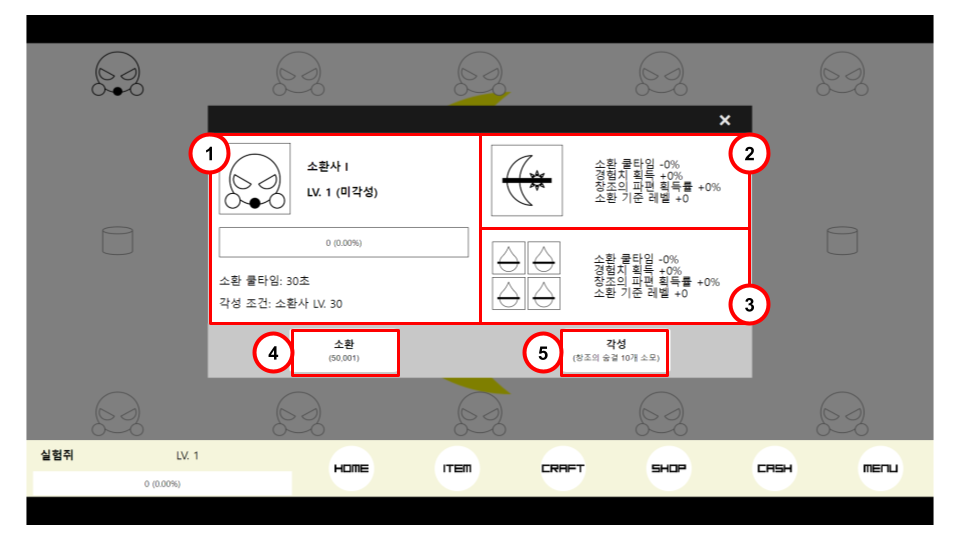 ×
1
소환사 I
LV. 1 (미각성)
0 (0.00%)
소환 쿨타임: 30초
각성 조건: 소환사 LV. 30
2
소환 쿨타임 -0%
경험치 획득 +0%
창조의 파편 획득률 +0%
소환 기준 레벨 +0
소환 쿨타임 -0%
경험치 획득 +0%
창조의 파편 획득률 +0%
소환 기준 레벨 +0
3
4
소환
(50,001)
5
각성
(창조의 숨결 10개 소모)
실험쥐 LV. 1
0 (0.00%)
HOME ITEM CRAFT SHOP CASH MENU